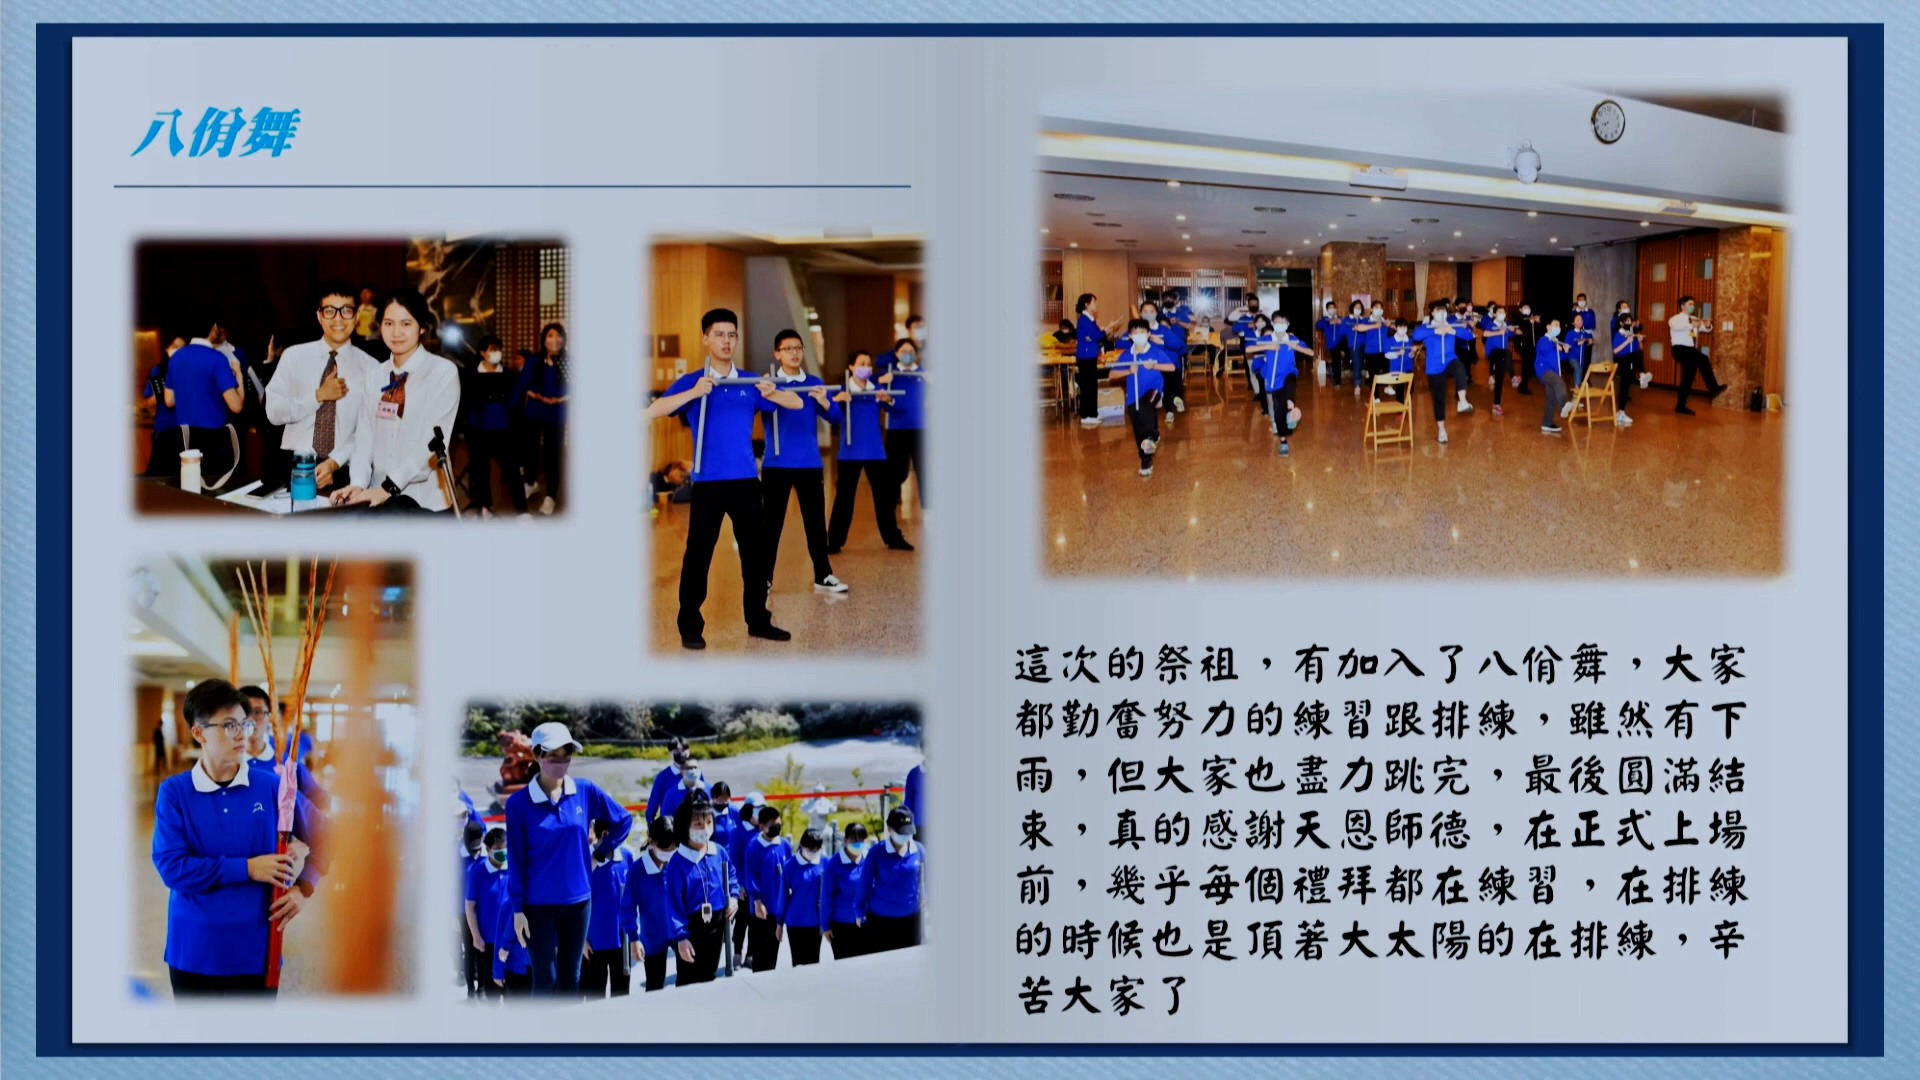 八佾舞
這次的祭祖，有加入了八佾舞，大家
都勤奮努力的練習跟排練，雖然有下
雨，但大家也盡力跳完，最後圓滿結
束，真的感謝天恩師德，在正式上場
前，幾乎每個禮拜都在練習，在排練
的時候也是頂著大太陽的在排練，辛
苦大家了